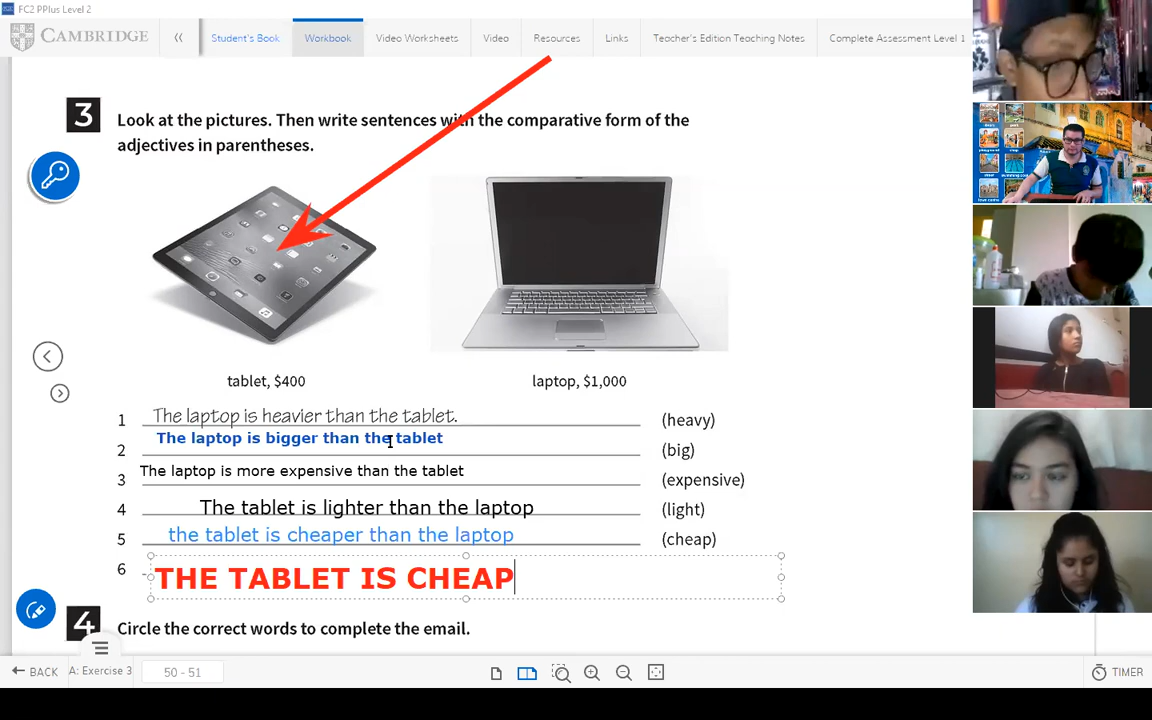 FC2 PPlus Level 2
CAMBRIDGE
Student's Book
Workbook
Video Worksheets
Video
Resources
Links
Teacher's Edition Teaching Notes
Complete Assessment Level 1
3 Look at the pictures. Then write sentences with the comparative form of the
adjectives in parentheses.
tablet, $400
laptop, $1,000
1 The laptop is heavier than the tablet. (heavy)
2 The laptop is bigger than the tablet (big)
3 The laptop is more expensive than the tablet (expensive)
4 The tablet is lighter than the laptop (light)
5 the tablet is cheaper than the laptop (cheap)
6 THE TABLET IS CHEAP
4 Circle the correct words to complete the email.
BACK
A: Exercise 3
50 - 51
TIMER